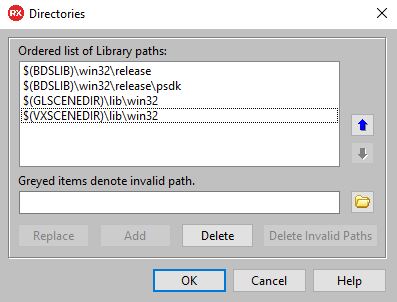 RX Directories
Ordered list of Library paths:
$(BDSLIB)\win32\release
$(BDSLIB)\win32\release\psdk
$(GLSCENEDIR)\lib\win32
$(VXSCENEDIR)\lib\win32
Greyed items denote invalid path.
Replace Add Delete Delete Invalid Paths
OK Cancel Help